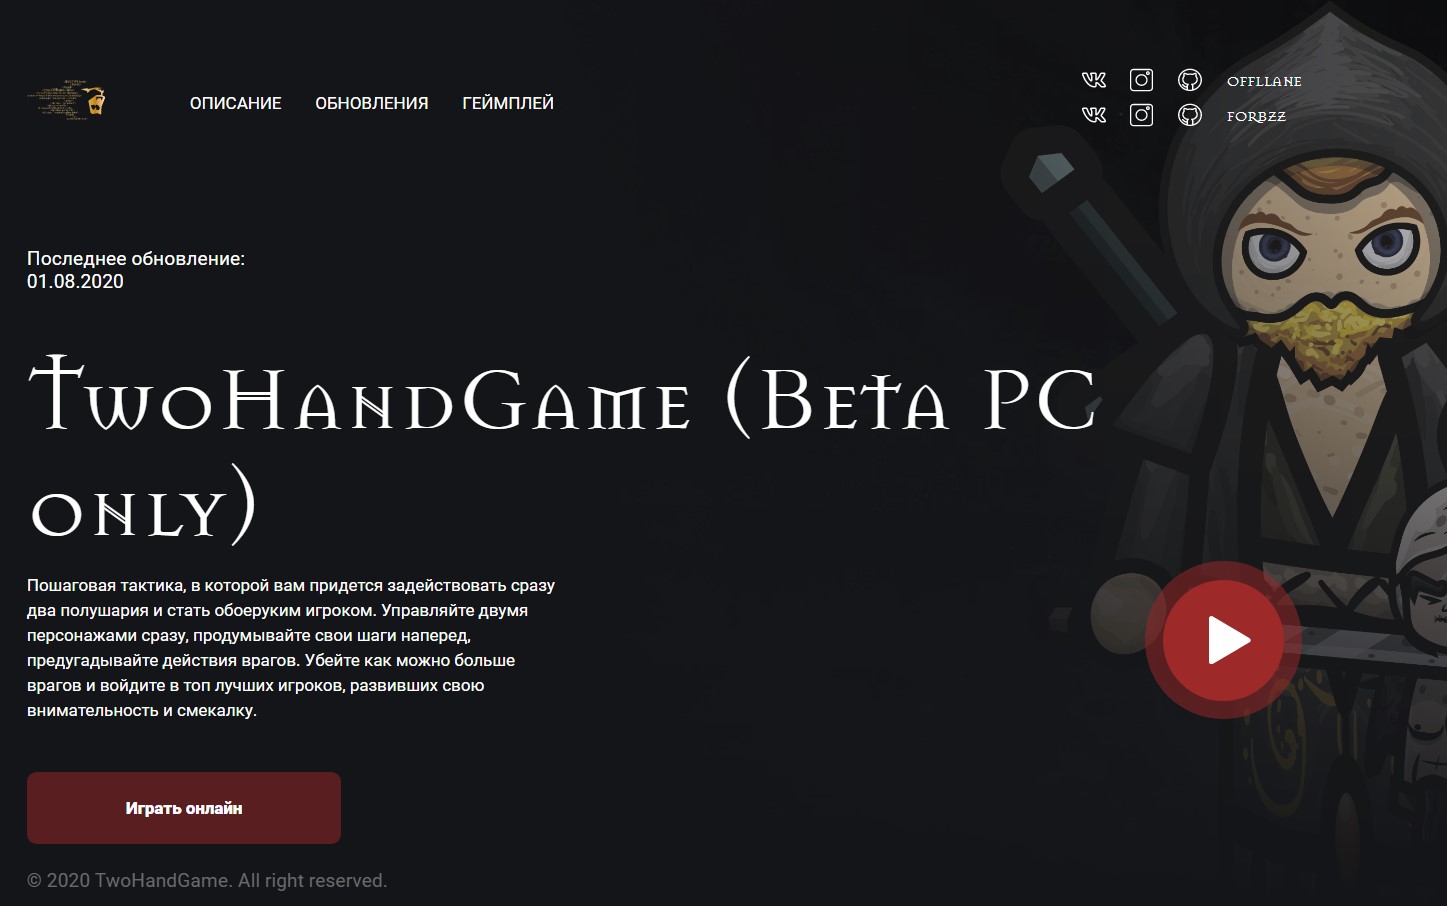 ОПИСАНИЕ ОБНОВЛЕНИЯ ГЕЙМПЛЕЙ
OFFLLANE
FORBZZ
Последнее обновление:
01.08.2020
TwoHandGame (Beta PC
only)
Пошаговая тактика, в которой вам придется задействовать сразу
два полушария и стать обоеруким игроком. Управляйте двумя
персонажами сразу, продумывайте свои шаги наперед,
предугадывайте действия врагов. Убейте как можно больше
врагов и войдите в топ лучших игроков, развивших свою
внимательность и смекалку.
Играть онлайн
© 2020 TwoHandGame. All right reserved.